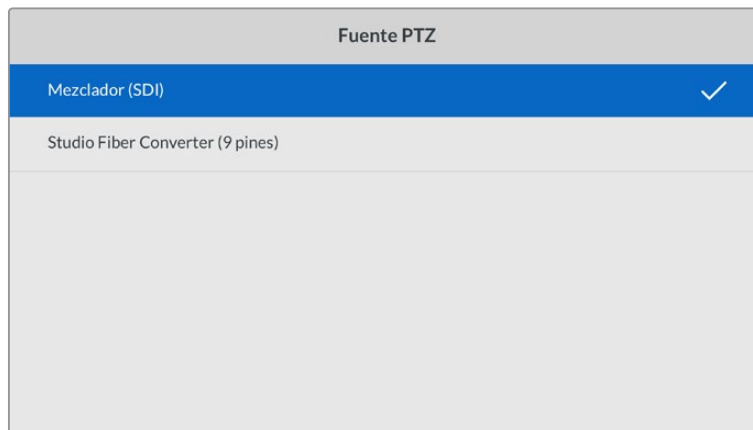 Fuente PTZ
Mezclador (SDI)
Studio Fiber Converter (9 pines)